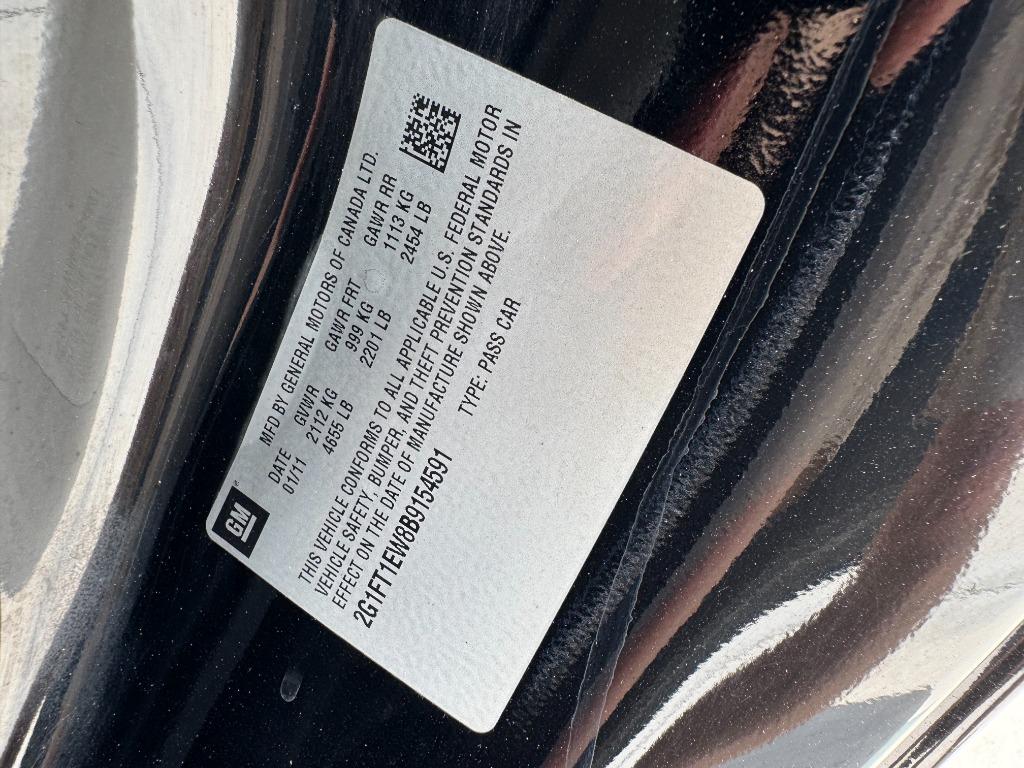 GM
MFD BY GENERAL MOTORS OF CANADA LTD.
DATE GVWR GAWR FRT GAWR RR
01/11 2112 KG 999 KG 1113 KG
4655 LB 2201 LB 2454 LB
THIS VEHICLE CONFORMS TO ALL APPLICABLE U.S. FEDERAL MOTOR
VEHICLE SAFETY, BUMPER, AND THEFT PREVENTION STANDARDS IN
EFFECT ON THE DATE OF MANUFACTURE SHOWN ABOVE.
2G1FT1EW8B9154591 TYPE: PASS CAR